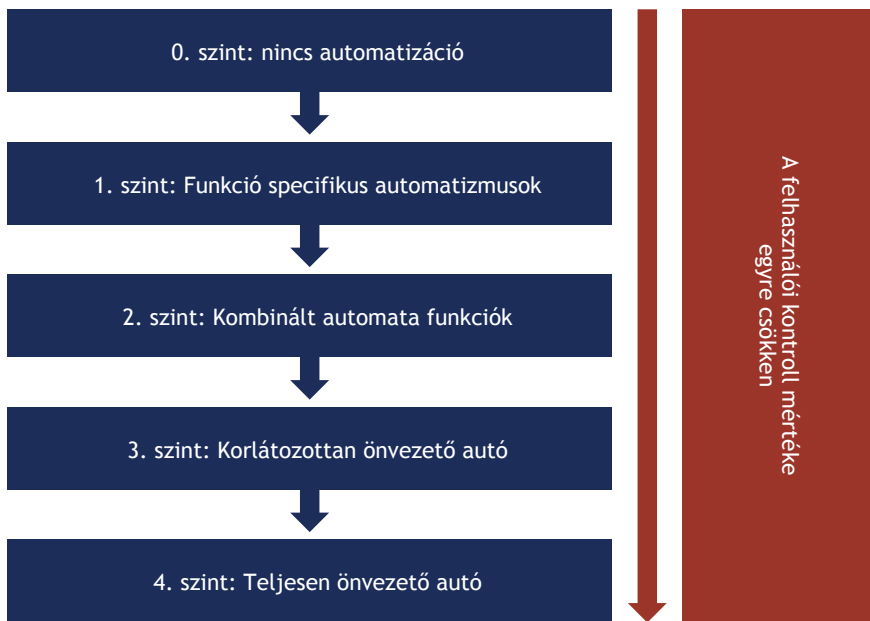 0. szint: nincs automatizáció
1. szint: Funkció specifikus automatizmusok
2. szint: Kombinált automata funkciók
3. szint: Korlátozottan önvezető autó
4. szint: Teljesen önvezető autó
A felhasználói kontroll mértéke
egyre csökken